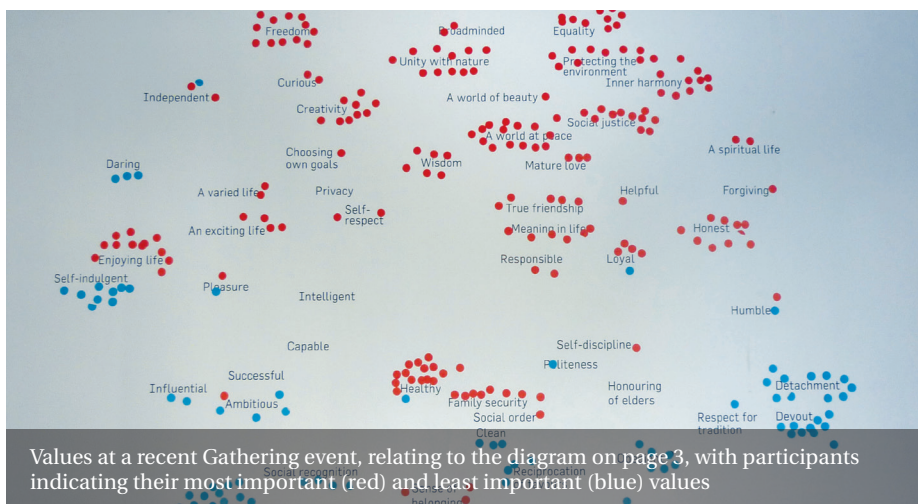 Freedom
Broadminded
Equality
Unity with nature
Protecting the
environment
Inner harmony
Curious
Independent
A world of beauty
Creativity
Social justice
A world at peace
A spiritual life
Choosing
own goals
Daring
Wisdom
Mature love
A varied life
Privacy
Helpful
Forgiving
Self-
respect
True friendship
An exciting life
Meaning in life
Honest
Enjoying life
Responsible
Loyal
Self-indulgent
Pleasure
Intelligent
Humble
Capable
Self-discipline
Politeness
Successful
Influential
Healthy
Honouring
of elders
Detachment
Ambitious
Family security
Social order
Respect for
tradition
Devout
Clean
Social recognition
Reciprocation
Sense of
belonging
Values at a recent Gathering event, relating to the diagram on page 3, with participants
indicating their most important (red) and least important (blue) values